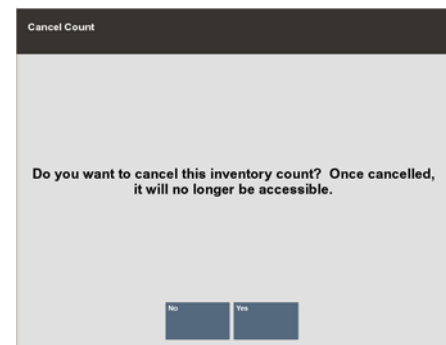 Cancel Count
Do you want to cancel this inventory count?  Once cancelled,
it will no longer be accessible.
No
Yes